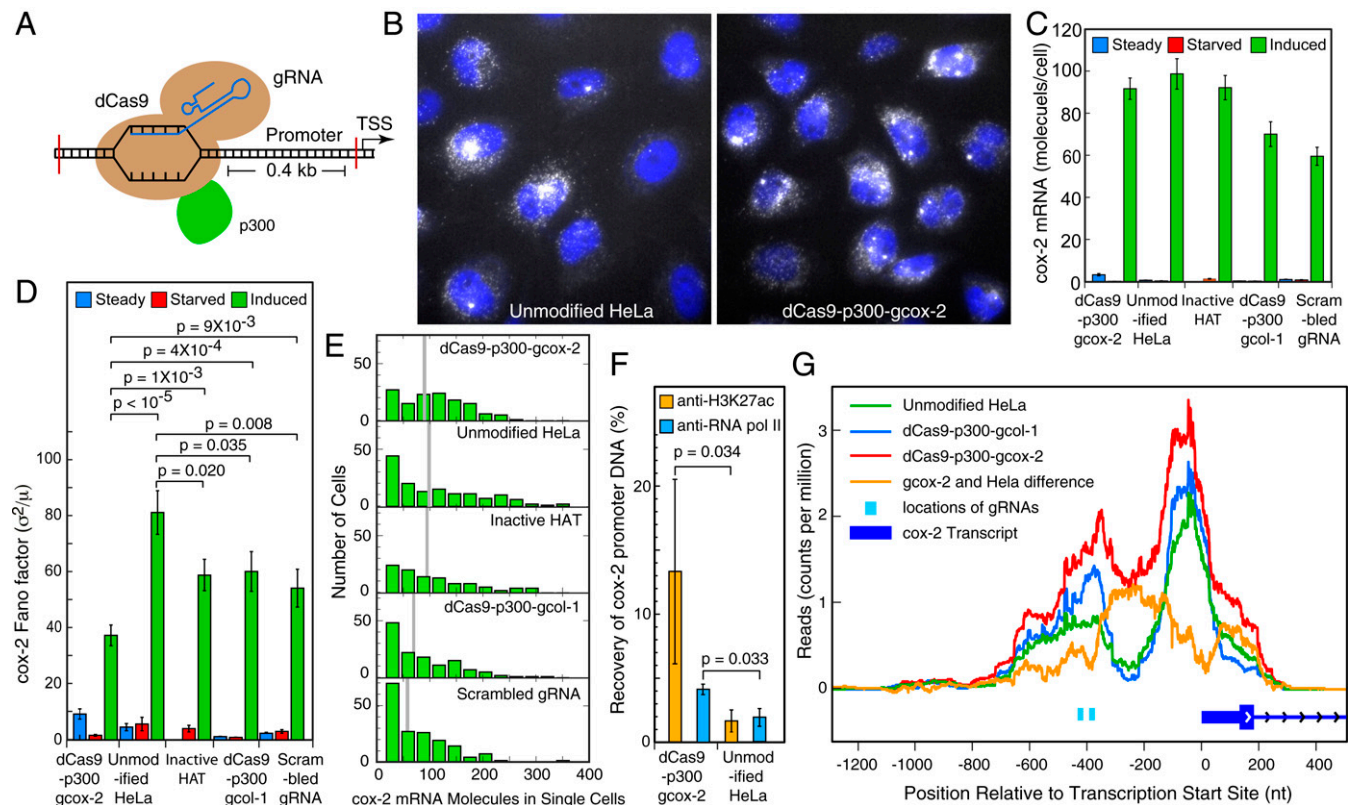 A
dCas9
gRNA
Promoter
TSS
0.4 kb
p300
B
Unmodified HeLa
dCas9-p300-gcox-2
C
Steady
Starved
Induced
cox-2 mRNA (molecuels/cell)
120
100
80
60
40
20
0
dCas9 -p300 gcox-2
Unmod -ified HeLa
Inactive HAT
dCas9 -p300 gcol-1
Scram -bled gRNA
D
Steady
Starved
Induced
p = 9X10-3
p = 4X10-4
p = 1X10-3
p < 10-5
p = 0.008
p = 0.035
p = 0.020
cox-2 Fano factor (σ2/μ)
100
80
60
40
20
0
dCas9 -p300 gcox-2
Unmod -ified HeLa
Inactive HAT
dCas9 -p300 gcol-1
Scram -bled gRNA
E
dCas9-p300-gcox-2
Unmodified HeLa
Inactive HAT
dCas9-p300-gcol-1
Scrambled gRNA
Number of Cells
50
0
50
0
50
0
50
0
50
0
0
100
200
300
400
cox-2 mRNA Molecules in Single Cells
F
anti-H3K27ac
anti-RNA pol II
p = 0.034
p = 0.033
Recovery of cox-2 promoter DNA (%)
20
15
10
5
0
dCas9 -p300 gcox-2
Unmod -ified HeLa
G
Unmodified HeLa
dCas9-p300-gcol-1
dCas9-p300-gcox-2
gcox-2 and Hela difference
locations of gRNAs
cox-2 Transcript
Reads (counts per million)
3
2
1
0
-1200
-1000
-800
-600
-400
-200
0
200
400
Position Relative to Transcription Start Site (nt)